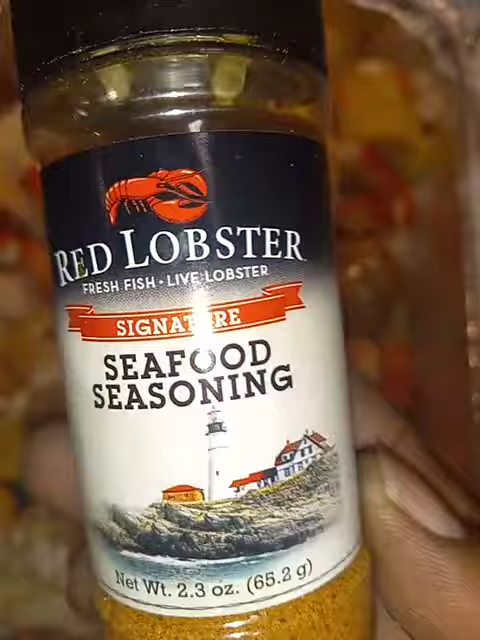 RED LOBSTER
FRESH FISH • LIVE LOBSTER
SIGNATURE
SEAFOOD
SEASONING
Net Wt. 2.3 oz. (65.2 g)